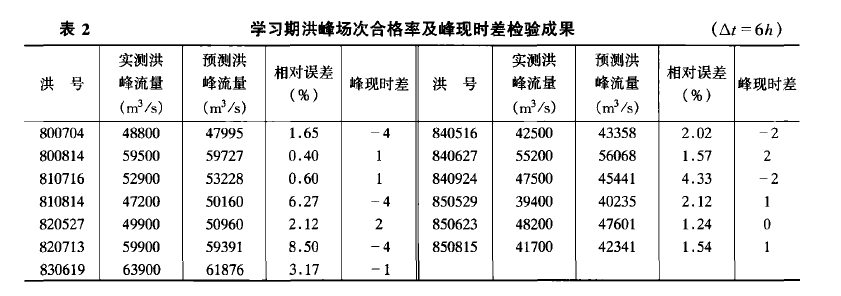 表 2 学习期洪峰场次合格率及峰现时差检验成果 (Δt=6h)
洪 号 实测洪峰流量(m³/s) 预测洪峰流量(m³/s) 相对误差(%) 峰现时差 洪 号 实测洪峰流量(m³/s) 预测洪峰流量(m³/s) 相对误差(%) 峰现时差
800704 48800 47995 1.65 -4 840516 42500 43358 2.02 -2
800814 59500 59727 0.40 1 840627 55200 56068 1.57 2
810716 52900 53228 0.60 1 840924 47500 45441 4.33 -2
810814 47200 50160 6.27 -4 850529 39400 40235 2.12 1
820527 49900 50960 2.12 2 850623 48200 47601 1.24 0
820713 59900 59391 8.50 -4 850815 41700 42341 1.54 1
830619 63900 61876 3.17 -1